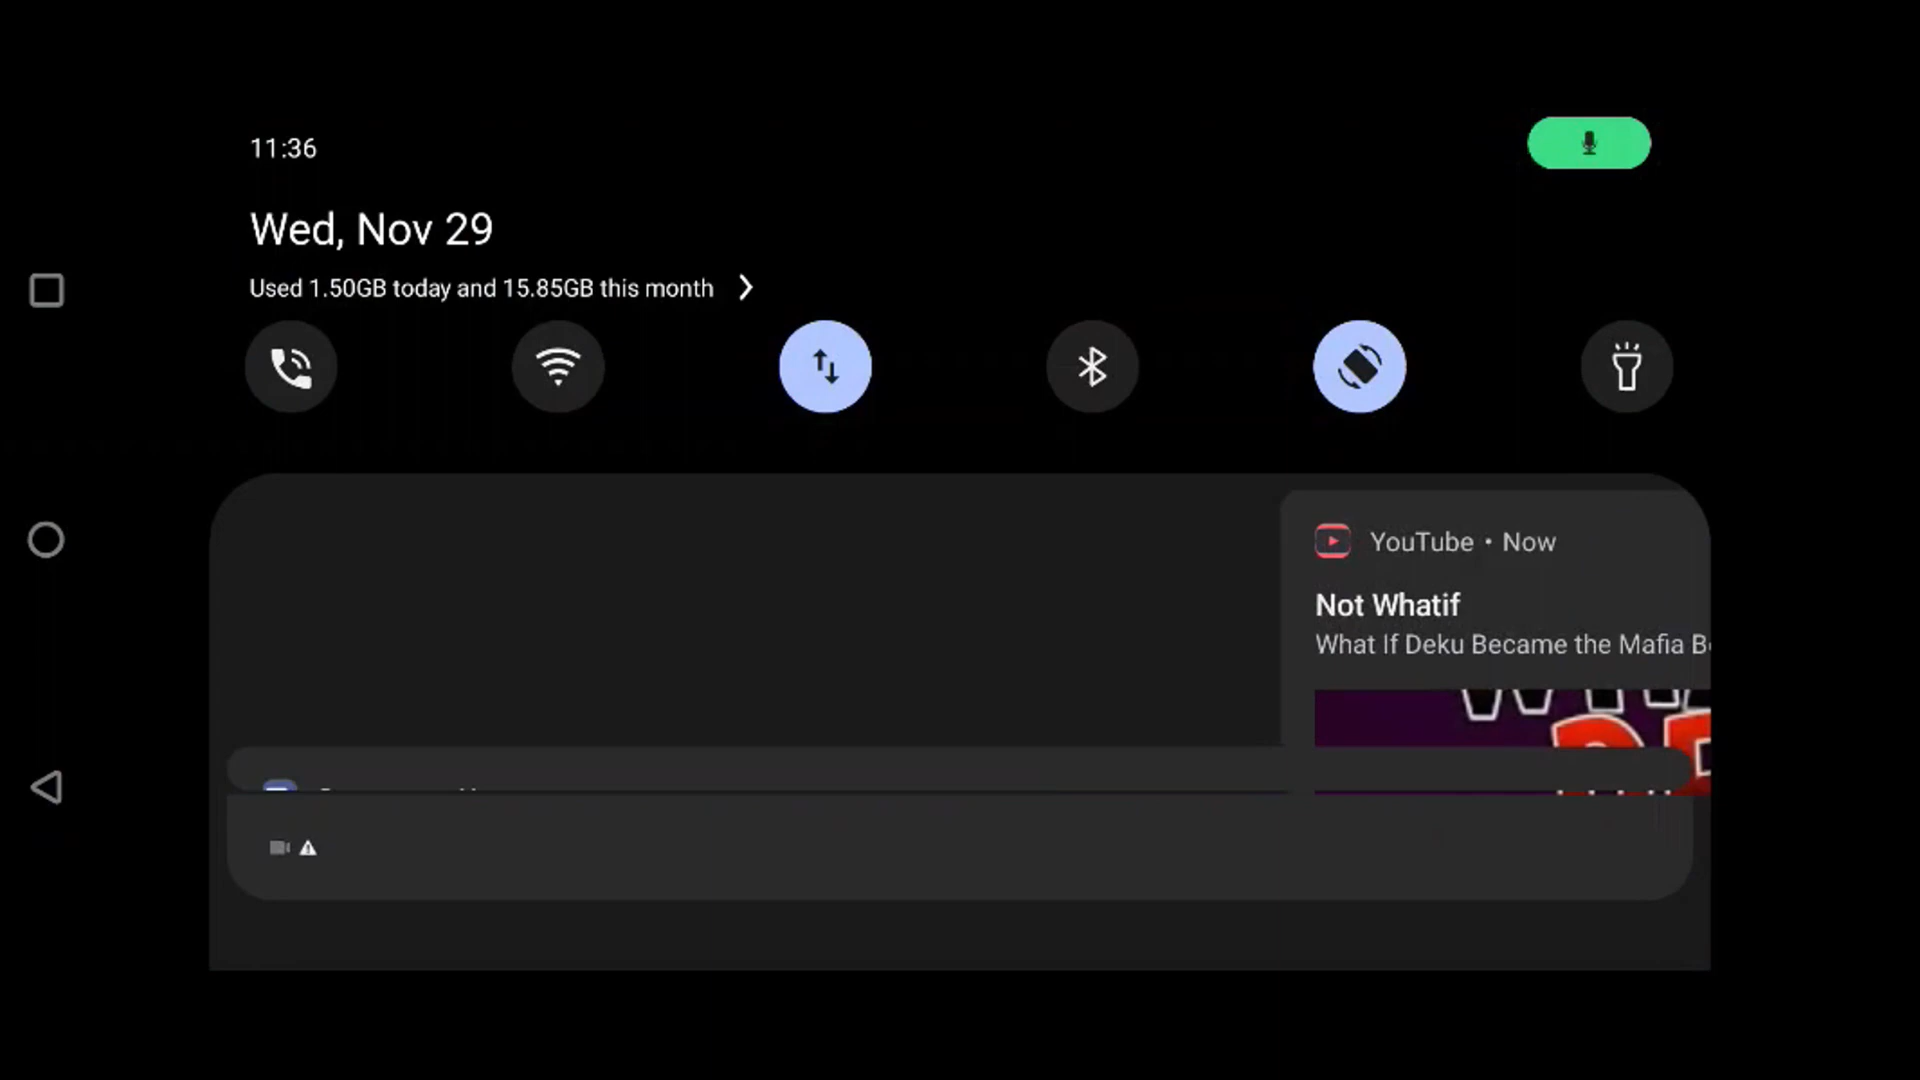 11:36
Wed, Nov 29
Used 1.50GB today and 15.85GB this month
YouTube • Now
Not Whatif
What If Deku Became the Mafia